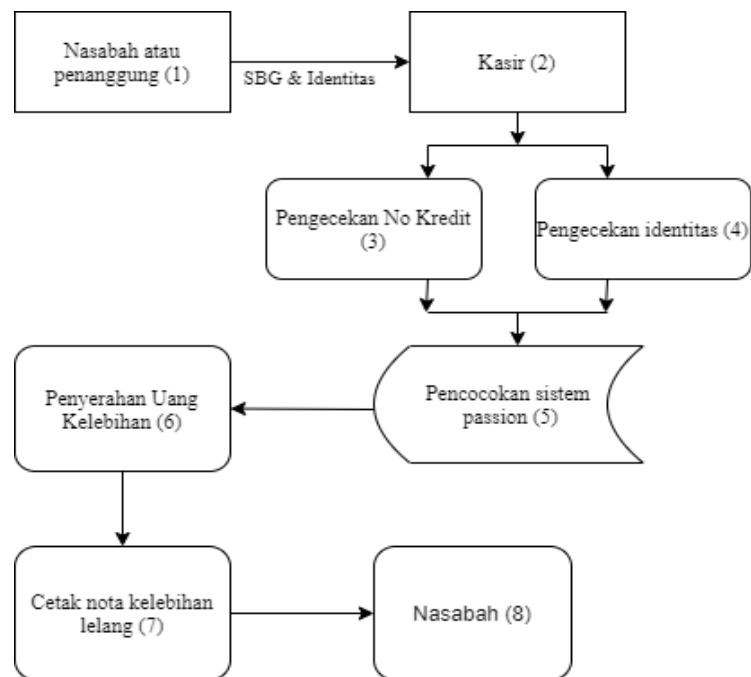 Nasabah atau
penanggung (1)
SBG & Identitas
Kasir (2)
Pengecekan No Kredit
(3)
Pengecekan identitas (4)
Pencocokan sistem
passion (5)
Penyerahan Uang
Kelebihan (6)
Cetak nota kelebihan
lelang (7)
Nasabah (8)